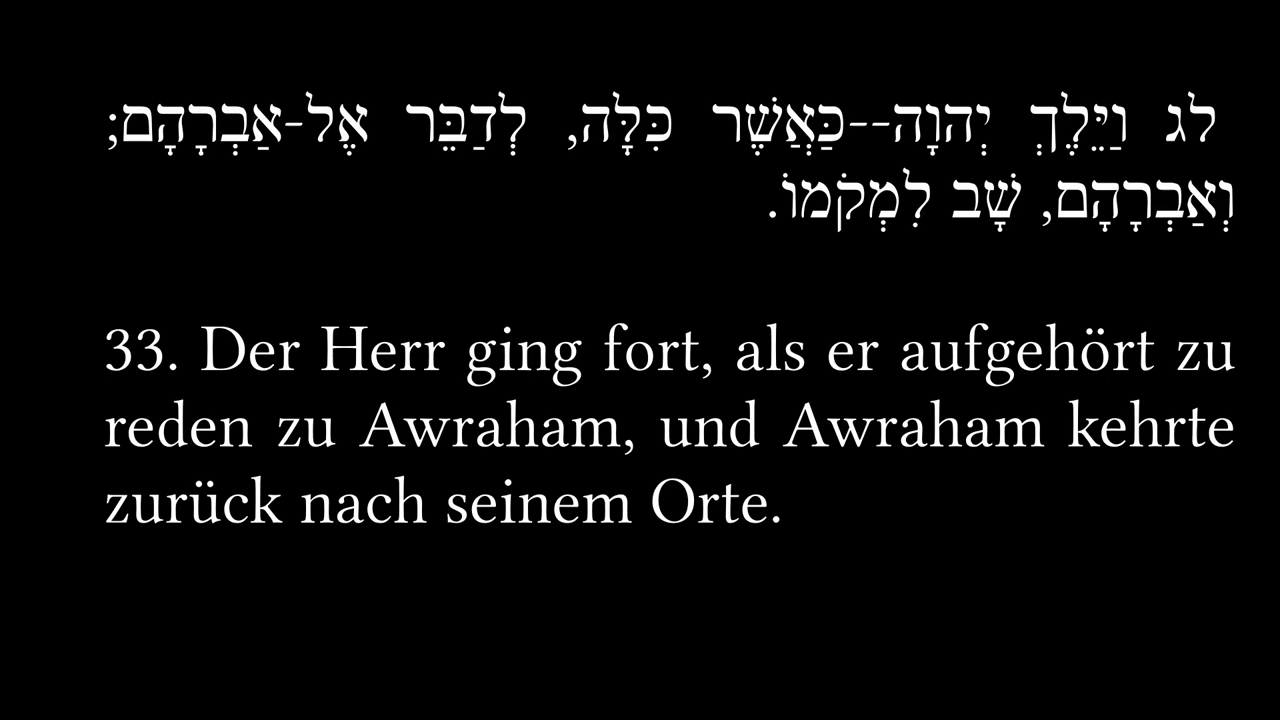 לג וַיֵּלֶךְ יְהוָה--כַּאֲשֶׁר כִּלָּה, לְדַבֵּר אֶל-אַבְרָהָם;
וְאַבְרָהָם, שָׁב לִמְקֹמוֹ.
33. Der Herr ging fort, als er aufgehört zu
reden zu Awraham, und Awraham kehrte
zurück nach seinem Orte.